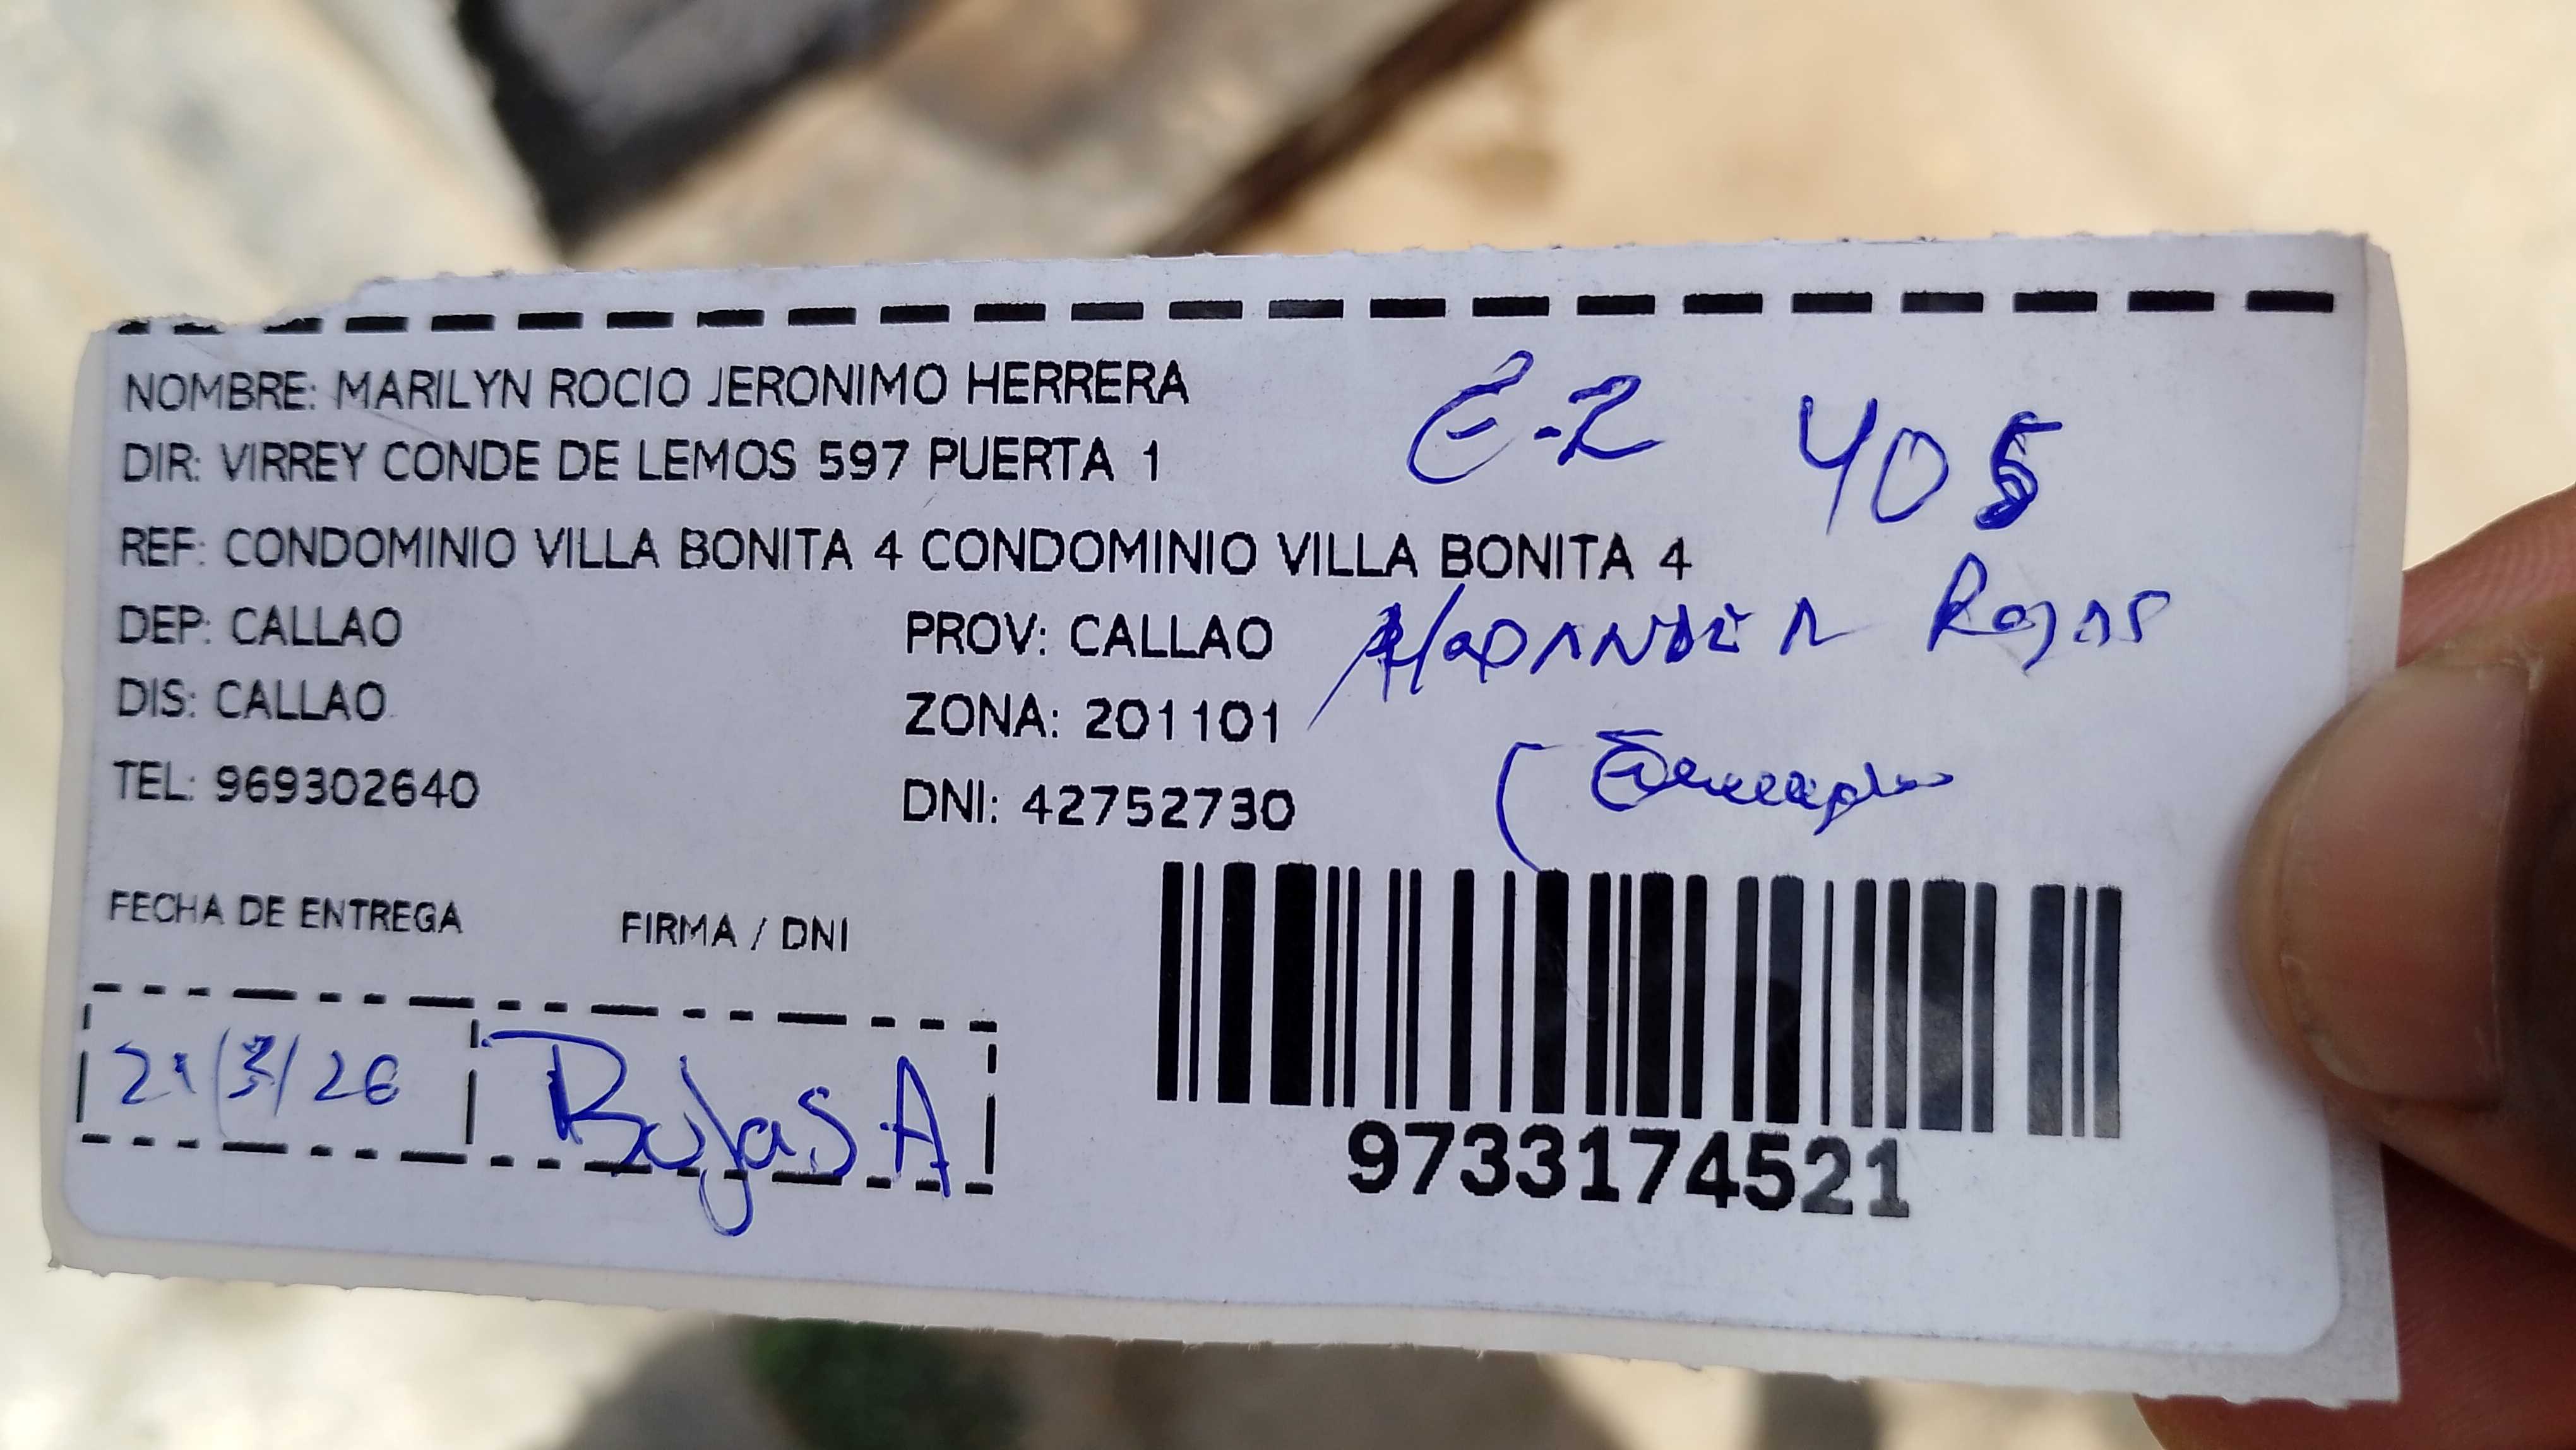 NOMBRE: MARILYN ROCIO JERONIMO HERRERA
E-2 405
DIR: VIRREY CONDE DE LEMOS 597 PUERTA 1
REF: CONDOMINIO VILLA BONITA 4 CONDOMINIO VILLA BONITA 4
DEP: CALLAO PROV: CALLAO
Rojas
DIS: CALLAO ZONA: 201101
TEL: 969302640 DNI: 42752730
FECHA DE ENTREGA FIRMA / DNI
21/3/26 Rojas A
9733174521